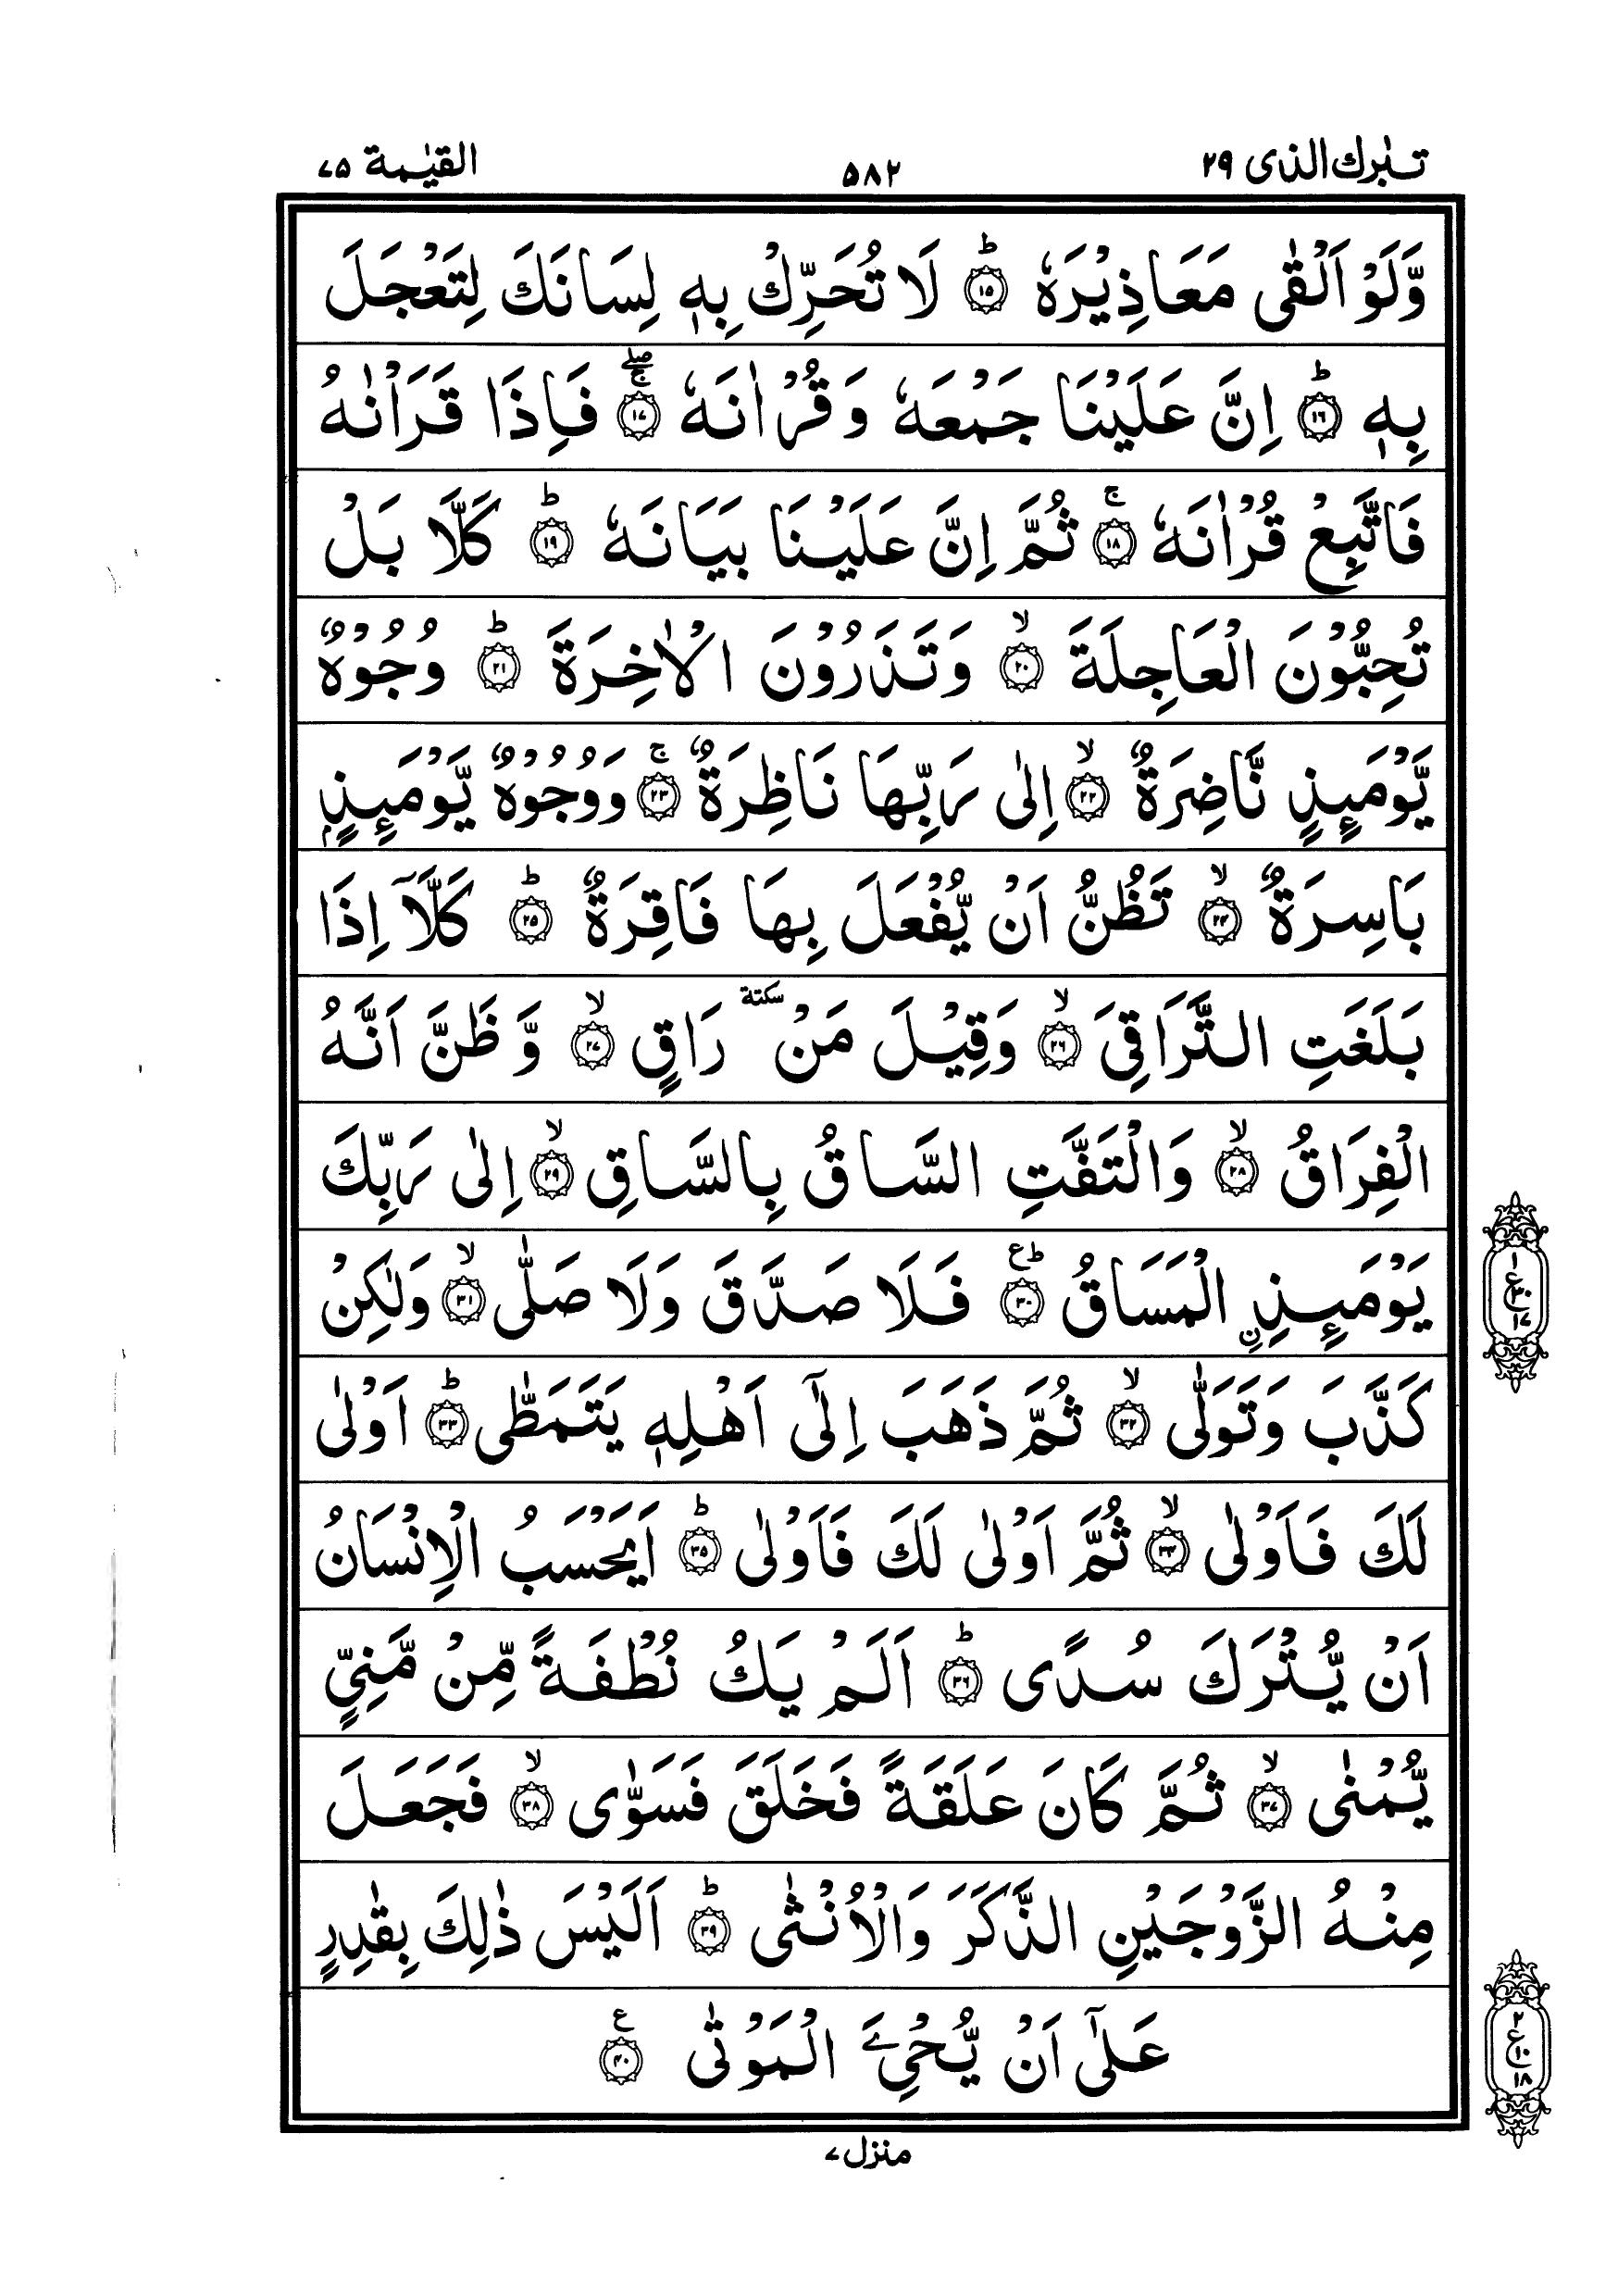 تبٰرك الذى ٢٩
٥٨٢
القيٰمة ٧٥
وَّلَوْ اَلْقٰى مَعَاذِيْرَهٗ ؕ ١٥ لَا تُحَرِّكْ بِهٖ لِسَانَكَ لِتَعْجَلَ
بِهٖ ؕ ١٦ اِنَّ عَلَيْنَا جَمْعَهٗ وَقُرْاٰنَهٗ ۚۖ ١٧ فَاِذَا قَرَاْنٰهُ
فَاتَّبِعْ قُرْاٰنَهٗ ۚ ١٨ ثُمَّ اِنَّ عَلَيْنَا بَيَانَهٗ ؕ ١٩ كَلَّا بَلْ
تُحِبُّوْنَ الْعَاجِلَةَ ۙ ٢٠ وَتَذَرُوْنَ الْاٰخِرَةَ ؕ ٢١ وُجُوْهٌ
يَّوْمَئِذٍ نَّاضِرَةٌ ۙ ٢٢ اِلٰى رَبِّهَا نَاظِرَةٌ ۚ ٢٣ وَوُجُوْهٌ يَّوْمَئِذٍۭ
بَاسِرَةٌ ۙ ٢٤ تَظُنُّ اَنْ يُّفْعَلَ بِهَا فَاقِرَةٌ ؕ ٢٥ كَلَّاۤ اِذَا
بَلَغَتِ التَّرَاقِيَ ۙ ٢٦ وَقِيْلَ مَنْ سكتة رَاقٍ ۙ ٢٧ وَّظَنَّ اَنَّهُ
الْفِرَاقُ ۙ ٢٨ وَالْتَفَّتِ السَّاقُ بِالسَّاقِ ۙ ٢٩ اِلٰى رَبِّكَ
يَوْمَئِذِ ِۨالْمَسَاقُ ؕع ٣٠ فَلَا صَدَّقَ وَلَا صَلّٰى ۙ ٣١ وَلٰكِنْ
كَذَّبَ وَتَوَلّٰى ۙ ٣٢ ثُمَّ ذَهَبَ اِلٰۤى اَهْلِهٖ يَتَمَطّٰى ؕ ٣٣ اَوْلٰى
لَكَ فَاَوْلٰى ۙ ٣٤ ثُمَّ اَوْلٰى لَكَ فَاَوْلٰى ؕ ٣٥ اَيَحْسَبُ الْاِنْسَانُ
اَنْ يُّتْرَكَ سُدًى ؕ ٣٦ اَلَمْ يَكُ نُطْفَةً مِّنْ مَّنِيٍّ
يُّمْنٰى ۙ ٣٧ ثُمَّ كَانَ عَلَقَةً فَخَلَقَ فَسَوّٰى ۙ ٣٨ فَجَعَلَ
مِنْهُ الزَّوْجَيْنِ الذَّكَرَ وَالْاُنْثٰى ؕ ٣٩ اَلَيْسَ ذٰلِكَ بِقٰدِرٍ
عَلٰۤى اَنْ يُّحْيِۦَ الْمَوْتٰى ع ٤٠
١
ع ٣٠
١٧
٢
ع ١٠
١٨
منزل ٧